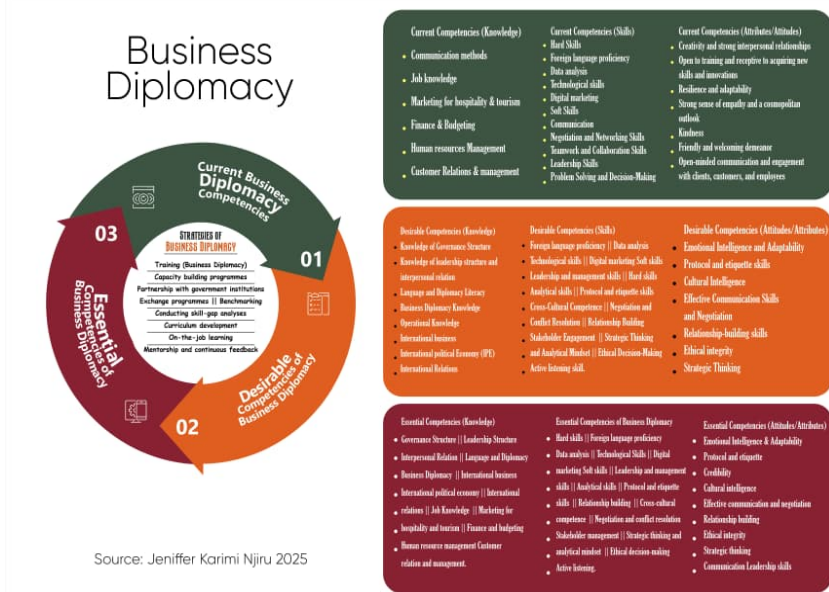 Business
Diplomacy
Current Business
Diplomacy
Competencies
01
Desirable
Competencies of
Business Diplomacy
02
Essential
Competencies of
Business Diplomacy
03
STRATEGIES OF
BUSINESS DIPLOMACY
Training (Business Diplomacy)
Capacity building programmes
Partnership with government institutions
Exchange programmes || Benchmarking
Conducting skill-gap analyses
Curriculum development
On-the-job learning
Mentorship and continuous feedback
Source: Jeniffer Karimi Njiru 2025
Current Competencies (Knowledge)
Communication methods
Job knowledge
Marketing for hospitality & tourism
Finance & Budgeting
Human resources Management
Customer Relations & management
Current Competencies (Skills)
Hard Skills
Foreign language proficiency
Data analysis
Technological skills
Digital marketing
Soft Skills
Communication
Negotiation and Networking Skills
Teamwork and Collaboration Skills
Leadership Skills
Problem Solving and Decision-Making
Current Competencies (Attributes/Attitudes)
Creativity and strong interpersonal relationships
Open to training and receptive to acquiring new
skills and innovations
Resilience and adaptability
Strong sense of empathy and a cosmopolitan
outlook
Kindness
Friendly and welcoming demeanor
Open-minded communication and engagement
with clients, customers, and employees
Desirable Competencies (Knowledge)
Knowledge of Governance Structure
Knowledge of leadership structure and
interpersonal relation
Language and Diplomacy Literacy
Business Diplomacy Knowledge
Operational Knowledge
International business
International political Economy (IPE)
International Relations
Desirable Competencies (Skills)
Foreign language proficiency || Data analysis
Technological skills || Digital marketing Soft skills
Leadership and management skills || Hard skills
Analytical skills || Protocol and etiquette skills
Cross-Cultural Competence || Negotiation and
Conflict Resolution || Relationship Building
Stakeholder Engagement || Strategic Thinking
and Analytical Mindset || Ethical Decision-Making
Active listening skill.
Desirable Competencies (Attitudes/Attributes)
Emotional Intelligence and Adaptability
Protocol and etiquette skills
Cultural Intelligence
Effective Communication Skills
and Negotiation
Relationship-building skills
Ethical integrity
Strategic Thinking
Essential Competencies (Knowledge)
Governance Structure || Leadership Structure
Interpersonal Relation || Language and Diplomacy
Business Diplomacy || International business
International political economy || International
relations || Job Knowledge || Marketing for
hospitality and tourism || Finance and budgeting
Human resource management Customer
relation and management.
Essential Competencies of Business Diplomacy
Hard skills || Foreign language proficiency
Data analysis || Technological Skills || Digital
marketing Soft skills || Leadership and management
skills || Analytical skills || Protocol and etiquette
skills || Relationship building || Cross-cultural
competence || Negotiation and conflict resolution
Stakeholder management || Strategic thinking and
analytical mindset || Ethical decision-making
Active listening.
Essential Competencies (Attitudes/Attributes)
Emotional Intelligence & Adaptability
Protocol and etiquette
Credibility
Cultural intelligence
Effective communication and negotiation
Relationship building
Ethical integrity
Strategic thinking
Communication Leadership skills